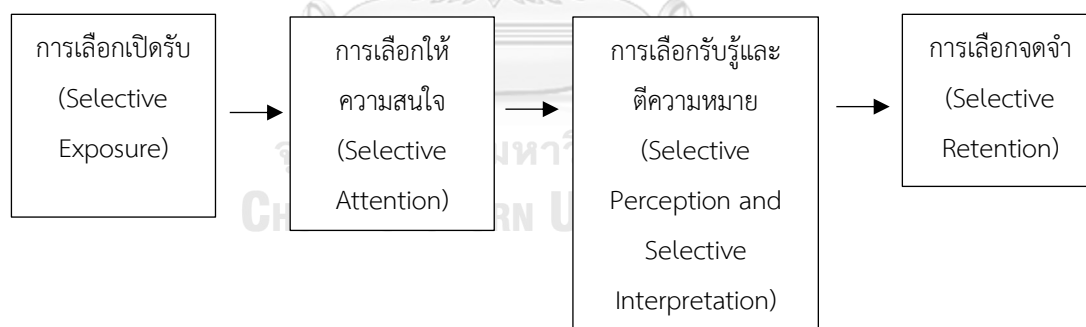 การเลือกเปิดรับ
(Selective
Exposure)
การเลือกให้
ความสนใจ
(Selective
Attention)
การเลือกรับรู้และ
ตีความหมาย
(Selective
Perception and
Selective
Interpretation)
การเลือกจดจำ
(Selective
Retention)